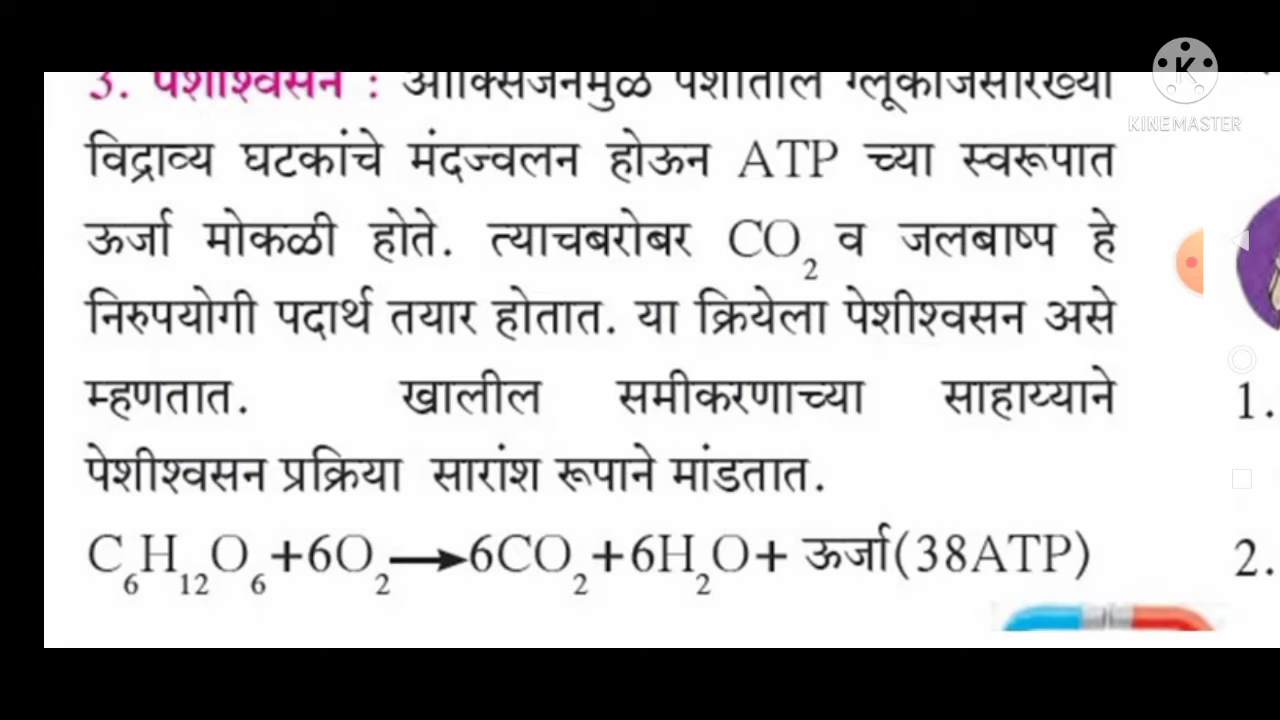 3. पेशीश्वसन : ऑक्सिजनमुळे पेशीतील ग्लूकोजसारख्या
विद्राव्य घटकांचे मंदज्वलन होऊन ATP च्या स्वरूपात
ऊर्जा मोकळी होते. त्याचबरोबर CO₂ व जलबाष्प हे
निरुपयोगी पदार्थ तयार होतात. या क्रियेला पेशीश्वसन असे
म्हणतात. खालील समीकरणाच्या साहाय्याने
पेशीश्वसन प्रक्रिया सारांश रूपाने मांडतात.
C₆H₁₂O₆+6O₂→6CO₂+6H₂O+ ऊर्जा(38ATP)
KINEMASTER
1.
2.